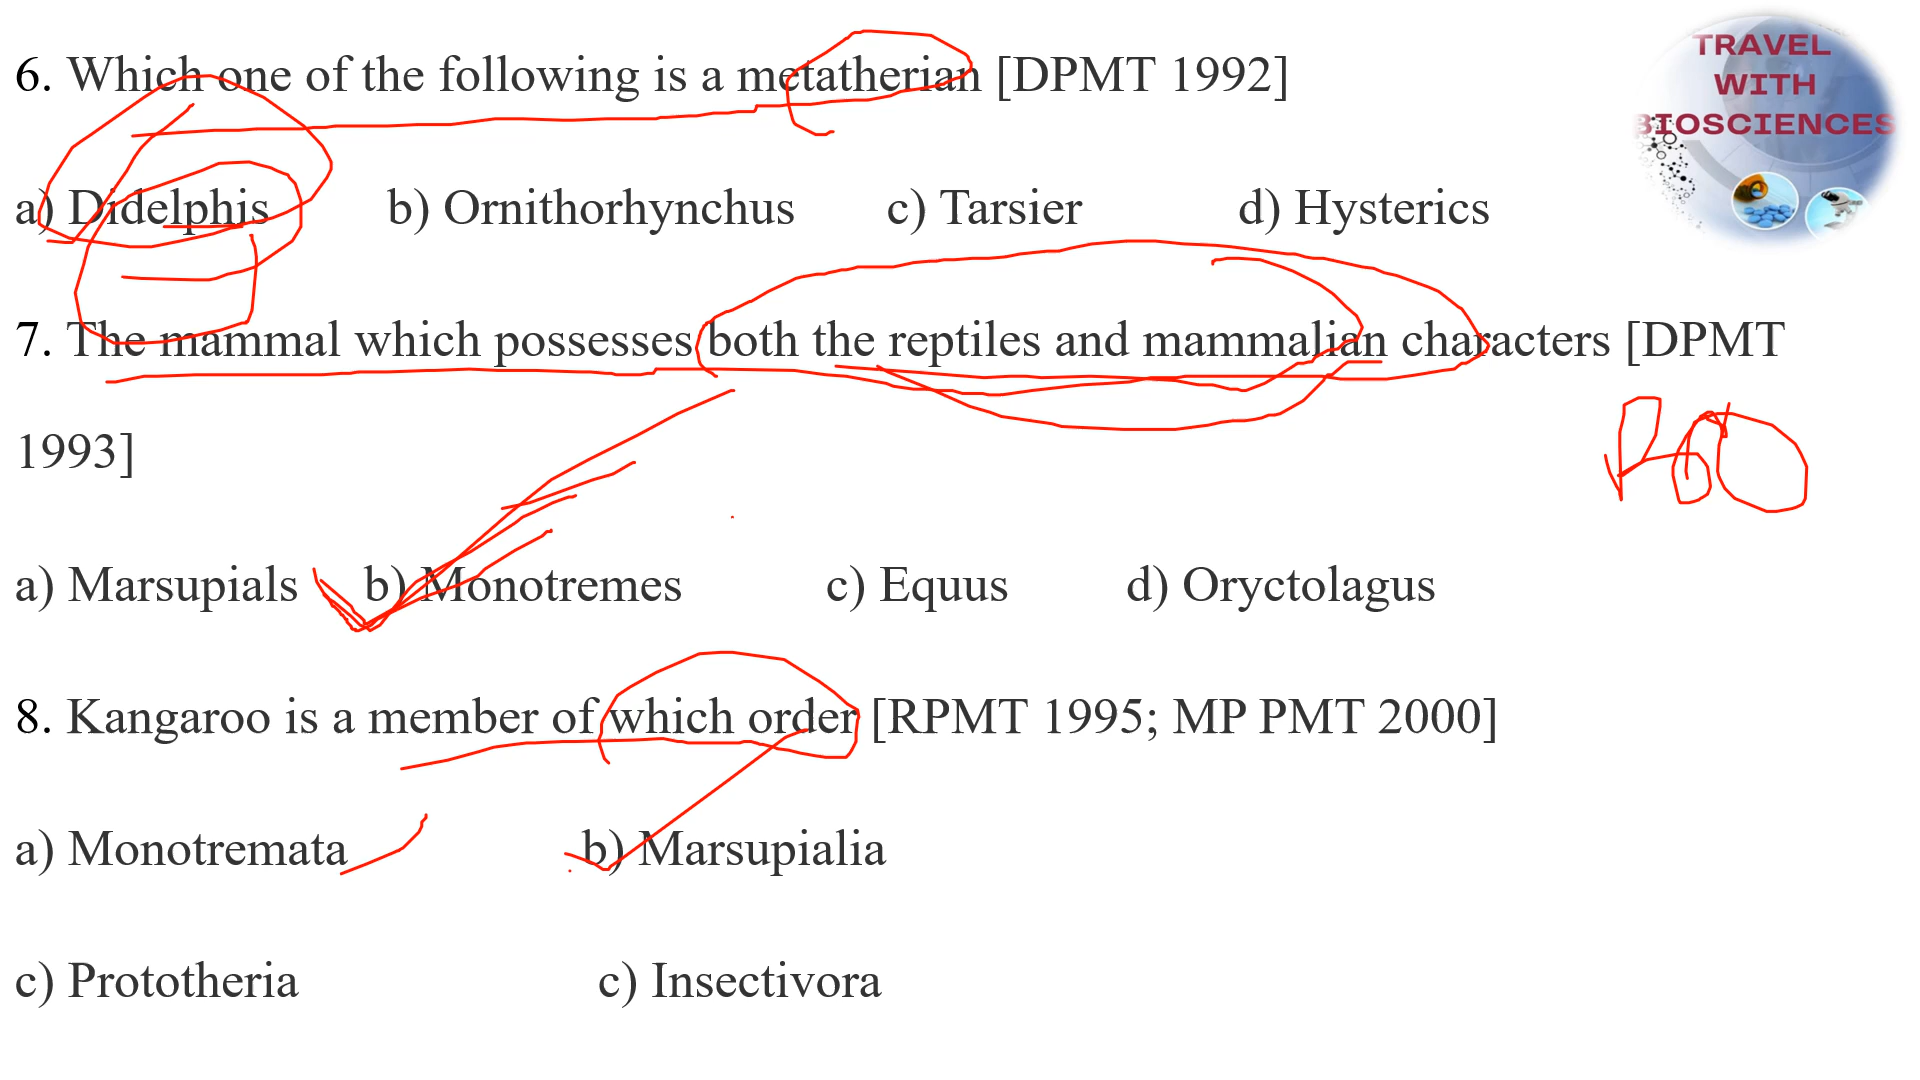 TRAVEL
WITH
BIOSCIENCES
6. Which one of the following is a metatherian [DPMT 1992]
a) Didelphis b) Ornithorhynchus c) Tarsier d) Hysterics
7. The mammal which possesses both the reptiles and mammalian characters [DPMT
1993]
a) Marsupials b) Monotremes c) Equus d) Oryctolagus
8. Kangaroo is a member of which order [RPMT 1995; MP PMT 2000]
a) Monotremata b) Marsupialia
c) Prototheria c) Insectivora